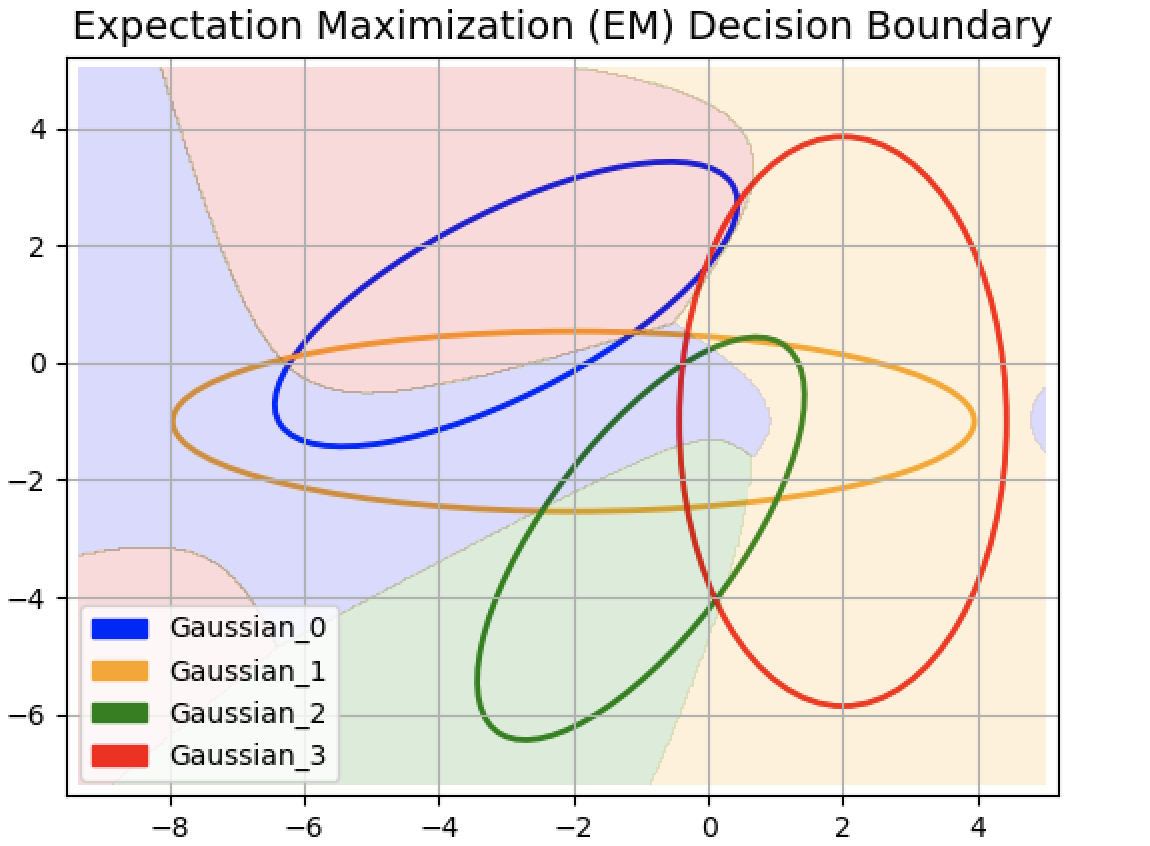 Expectation Maximization (EM) Decision Boundary
4
2
0
−2
−4
−6
Gaussian_0
Gaussian_1
Gaussian_2
Gaussian_3
−8 −6 −4 −2 0 2 4